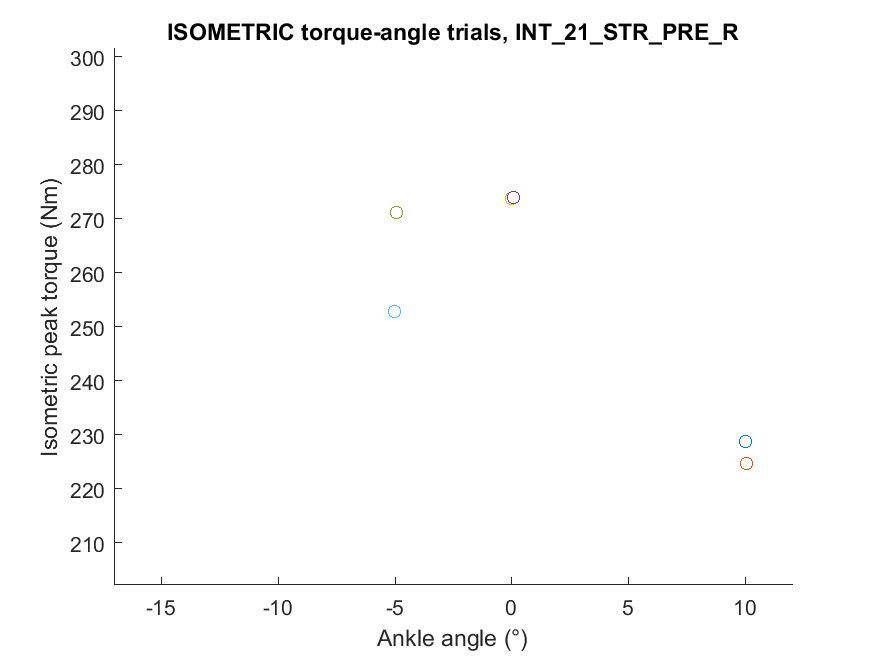 ISOMETRIC torque-angle trials, INT_21_STR_PRE_R
300
290
280
270
260
250
240
230
220
210
Isometric peak torque (Nm)
-15 -10 -5 0 5 10
Ankle angle (°)